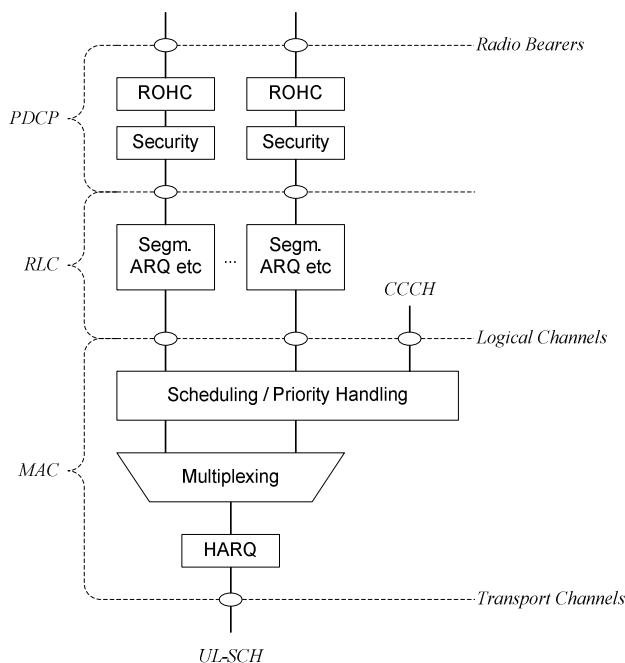 Radio Bearers
ROHC ROHC
PDCP
Security Security
Segm. ARQ etc ... Segm. ARQ etc
RLC
CCCH
Logical Channels
Scheduling / Priority Handling
MAC
Multiplexing
HARQ
Transport Channels
UL-SCH